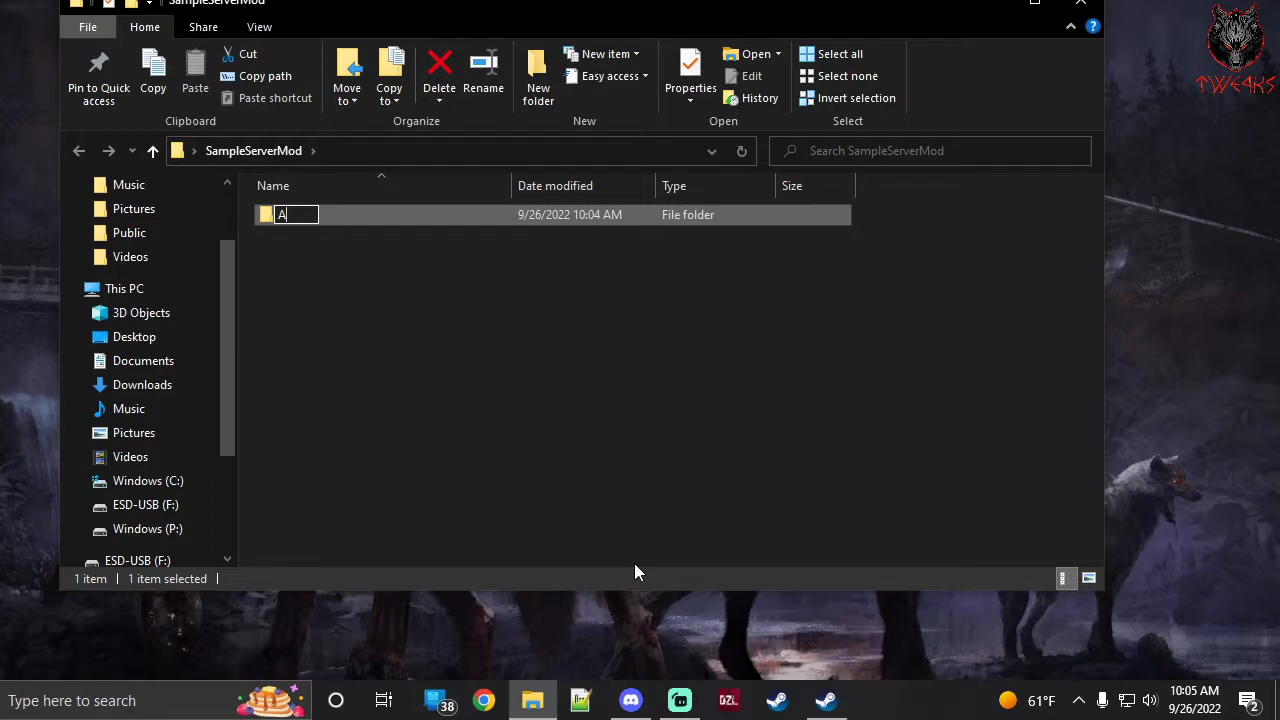 SampleServerMod
File Home Share View
Pin to Quick access
Copy
Paste
Cut
Copy path
Paste shortcut
Clipboard
Move to
Copy to
Delete
Rename
Organize
New folder
New item
Easy access
New
Properties
Open
Edit
History
Open
Select all
Select none
Invert selection
Select
SampleServerMod
Search SampleServerMod
Name Date modified Type Size
A 9/26/2022 10:04 AM File folder
Music
Pictures
Public
Videos
This PC
3D Objects
Desktop
Documents
Downloads
Music
Pictures
Videos
Windows (C:)
ESD-USB (F:)
Windows (P:)
ESD-USB (F:)
1 item 1 item selected
TWE4KS
Type here to search
38
DZL
61°F
10:05 AM
9/26/2022
2